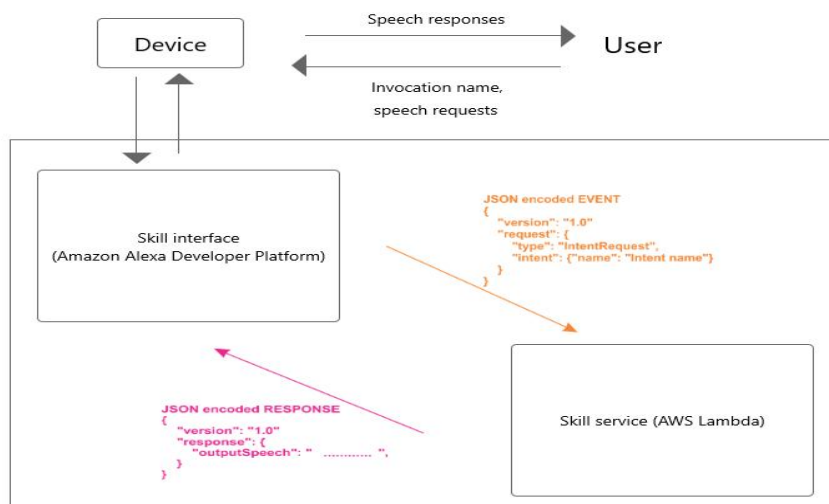 Speech responses
Device
User
Invocation name,
speech requests
Skill interface
(Amazon Alexa Developer Platform)
JSON encoded EVENT
{
"version": "1.0"
"request": {
"type": "IntentRequest",
"intent": {"name": "Intent name"}
}
}
Skill service (AWS Lambda)
JSON encoded RESPONSE
{
"version": "1.0"
"response": {
"outputSpeech": " ............ ",
}
}